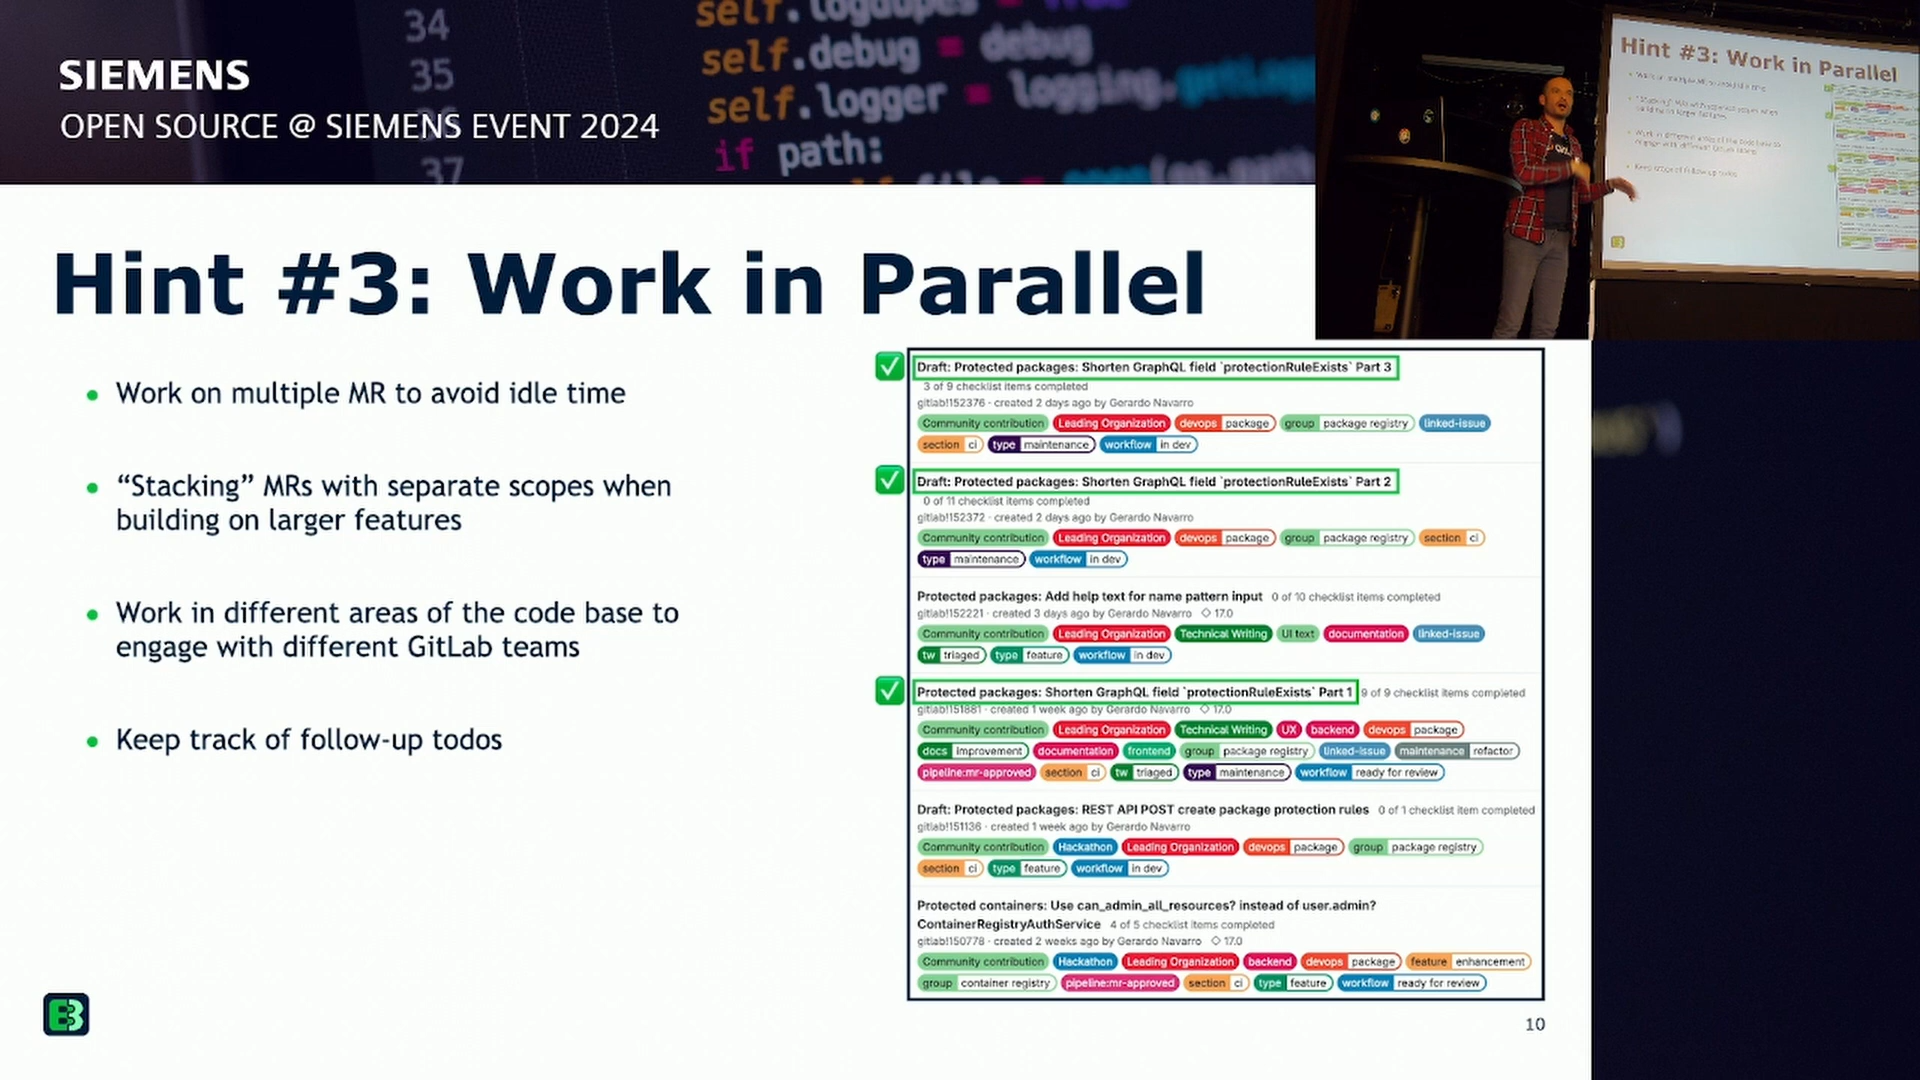 34
self.logdupes = True
self.debug = debug
35
self.logger = logging.getLogg
36
if path:
37
SIEMENS
OPEN SOURCE @ SIEMENS EVENT 2024
Hint #3: Work in Parallel
Hint #3: Work in Parallel
• Work on multiple MR to avoid idle time
• “Stacking” MRs with separate scopes when
building on larger features
• Work in different areas of the code base to
engage with different GitLab teams
• Keep track of follow-up todos
Draft: Protected packages: Shorten GraphQL field `protectionRuleExists` Part 3
3 of 9 checklist items completed
gitlab!152376 · created 2 days ago by Gerardo Navarro
Community contribution Leading Organization devops package group package registry linked-issue
section ci type maintenance workflow in dev
Draft: Protected packages: Shorten GraphQL field `protectionRuleExists` Part 2
0 of 11 checklist items completed
gitlab!152372 · created 2 days ago by Gerardo Navarro
Community contribution Leading Organization devops package group package registry section ci
type maintenance workflow in dev
Protected packages: Add help text for name pattern input 0 of 10 checklist items completed
gitlab!152221 · created 3 days ago by Gerardo Navarro 17.0
Community contribution Leading Organization Technical Writing UI text documentation linked-issue
tw triaged type feature workflow in dev
Protected packages: Shorten GraphQL field `protectionRuleExists` Part 1 9 of 9 checklist items completed
gitlab!151881 · created 1 week ago by Gerardo Navarro 17.0
Community contribution Leading Organization Technical Writing UX backend devops package
docs improvement documentation frontend group package registry linked-issue maintenance refactor
pipeline:mr-approved section ci tw triaged type maintenance workflow ready for review
Draft: Protected packages: REST API POST create package protection rules 0 of 1 checklist item completed
gitlab!151136 · created 1 week ago by Gerardo Navarro
Community contribution Hackathon Leading Organization devops package group package registry
section ci type feature workflow in dev
Protected containers: Use can_admin_all_resources? instead of user.admin?
ContainerRegistryAuthService 4 of 5 checklist items completed
gitlab!150778 · created 2 weeks ago by Gerardo Navarro 17.0
Community contribution Hackathon Leading Organization backend devops package feature enhancement
group container registry pipeline:mr-approved section ci type feature workflow ready for review
10